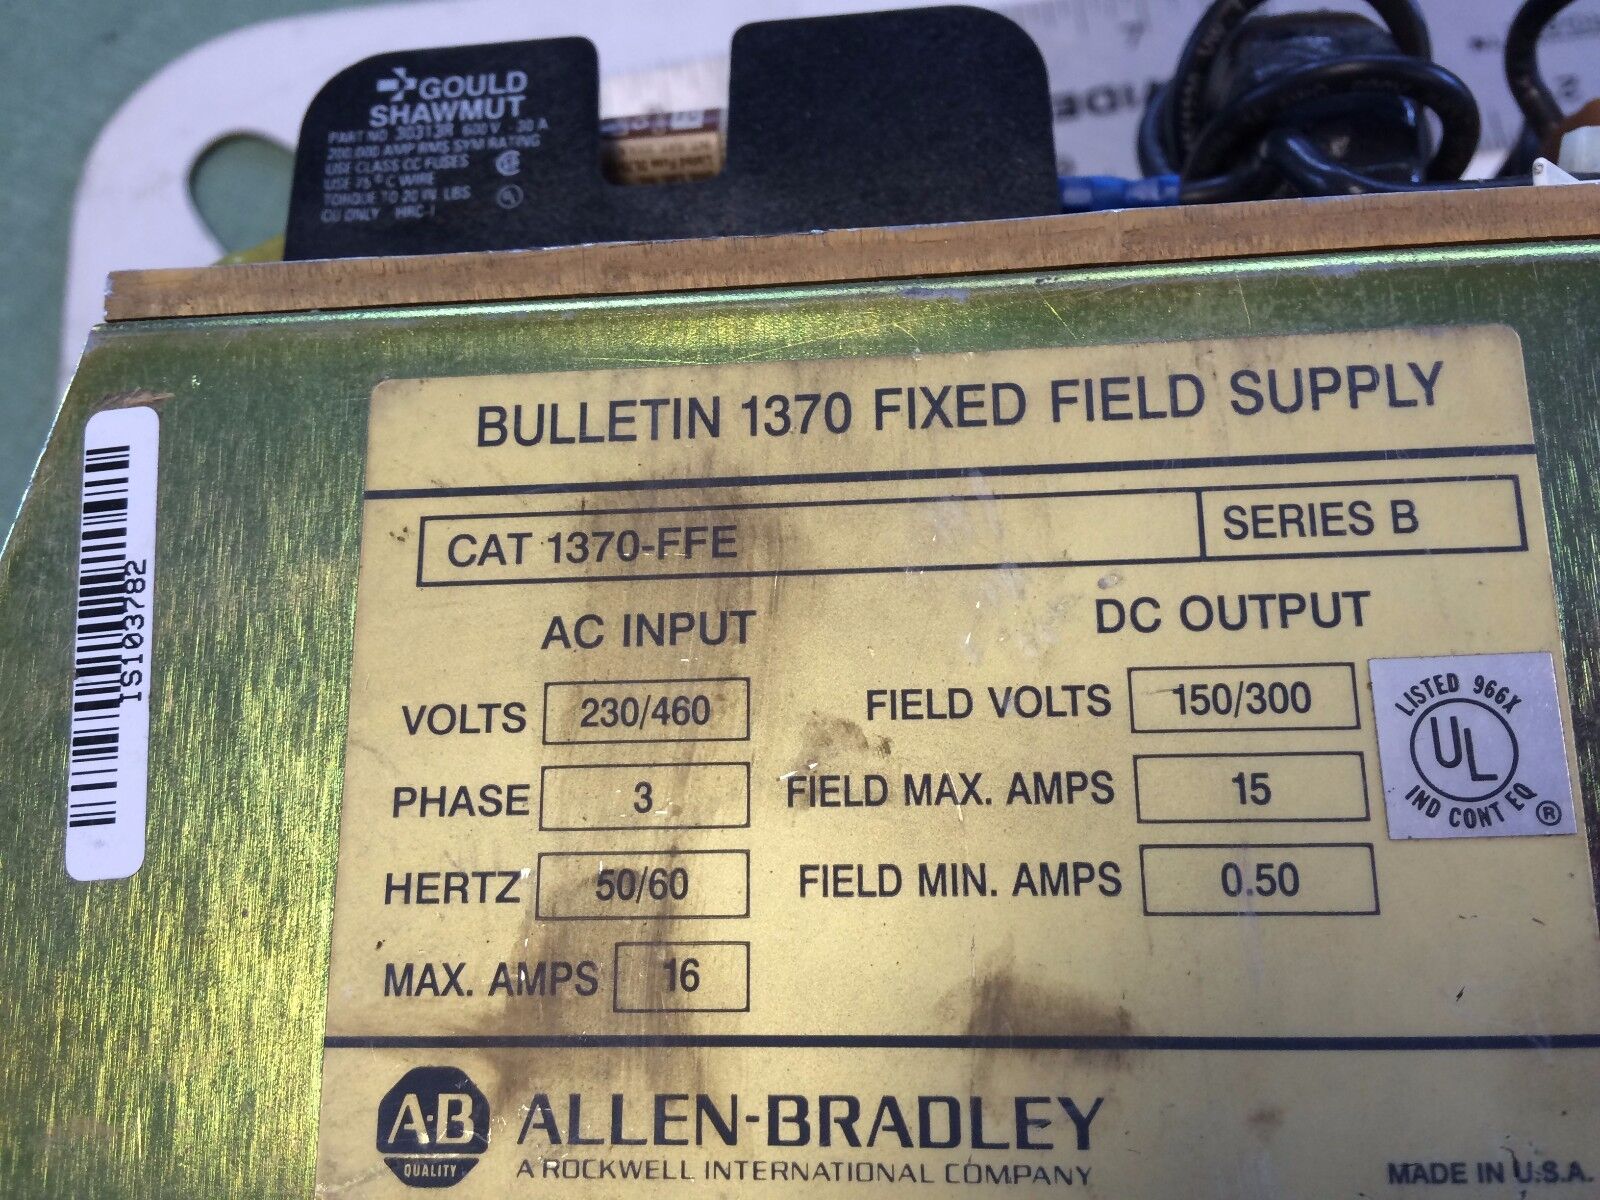 GOULD
SHAWMUT
PART NO. 30313R 600 V 30 A
200,000 AMP RMS SYM RATING
USE CLASS CC FUSES
USE 75° C WIRE
TORQUE TO 20 IN. LBS
CU ONLY HRC-I
7
BULLETIN 1370 FIXED FIELD SUPPLY
CAT 1370-FFE
SERIES B
AC INPUT
DC OUTPUT
VOLTS 230/460
FIELD VOLTS 150/300
PHASE 3
FIELD MAX. AMPS 15
HERTZ 50/60
FIELD MIN. AMPS 0.50
MAX. AMPS 16
LISTED 966X
UL
IND CONT EQ ®
IS103782
A-B
QUALITY
ALLEN-BRADLEY
A ROCKWELL INTERNATIONAL COMPANY
MADE IN U.S.A.